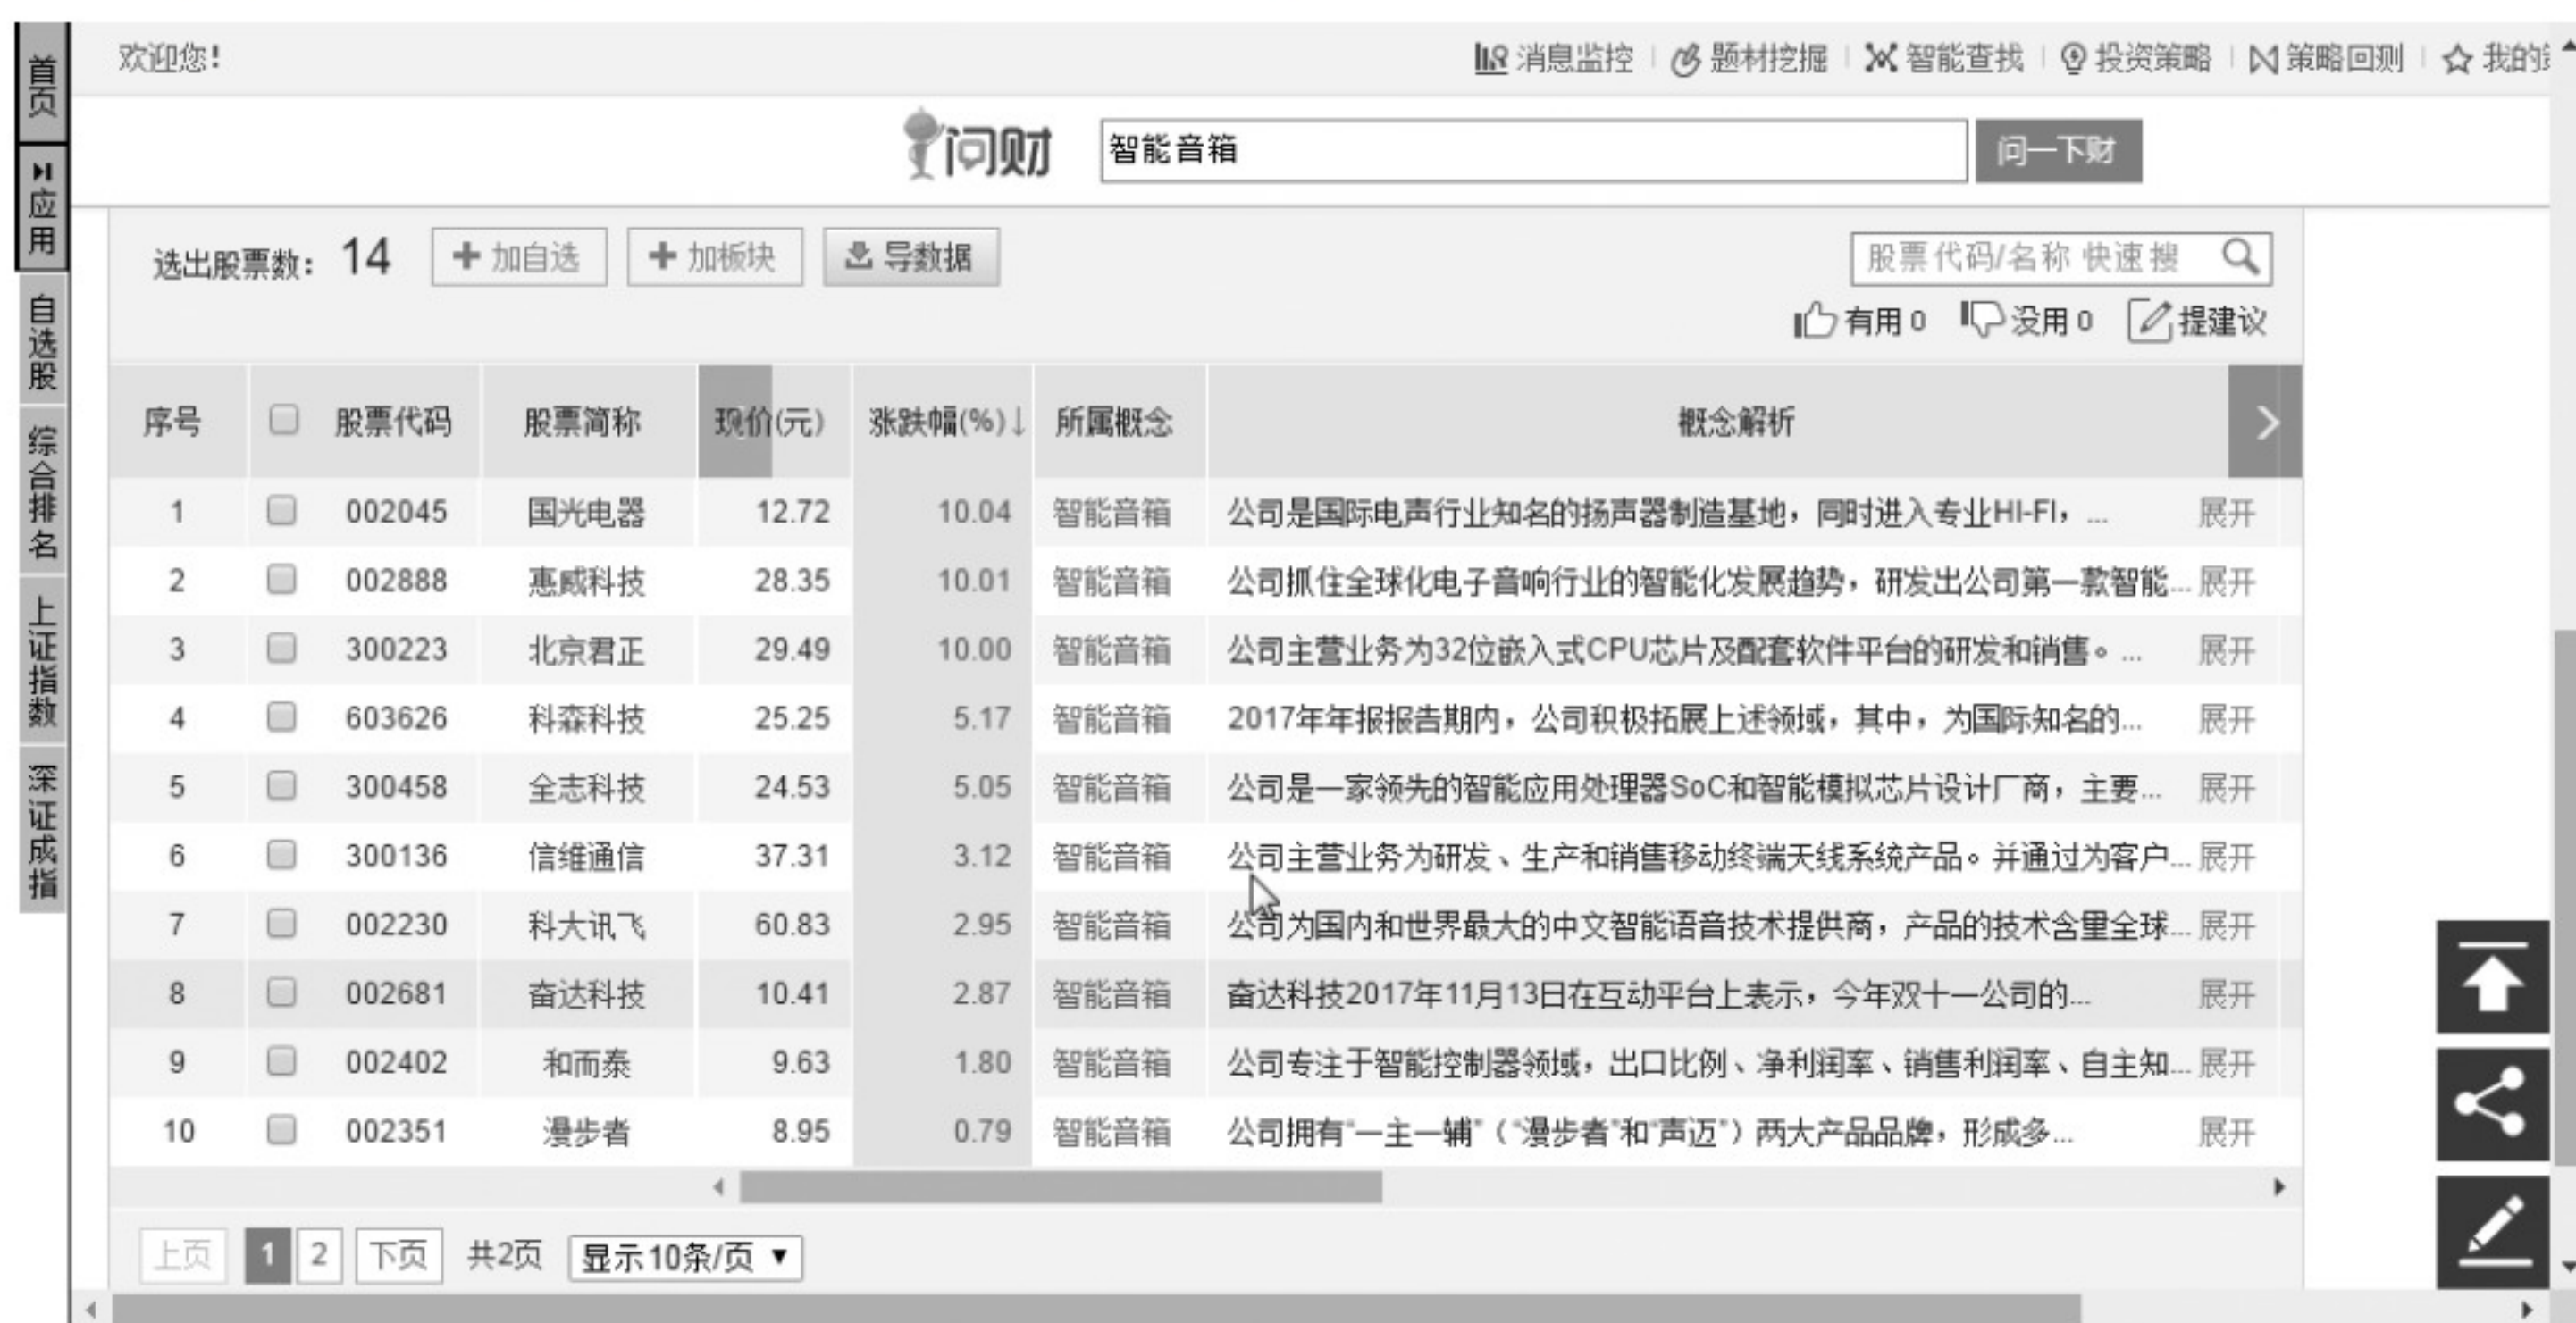 欢迎您!
消息监控 题材挖掘 智能查找 投资策略 策略回测 我的
首页
应用
自选股
综合排名
上证指数
深证成指
问财 智能音箱 问一下财
选出股票数: 14 加自选 加板块 导数据 股票代码/名称 快速搜
有用0 没用0 提建议
序号 股票代码 股票简称 现价(元) 涨跌幅(%)↓ 所属概念 概念解析
1 002045 国光电器 12.72 10.04 智能音箱 公司是国际电声行业知名的扬声器制造基地，同时进入专业HI-FI， ... 展开
2 002888 惠威科技 28.35 10.01 智能音箱 公司抓住全球化电子音响行业的智能化发展趋势，研发出公司第一款智能... 展开
3 300223 北京君正 29.49 10.00 智能音箱 公司主营业务为32位嵌入式CPU芯片及配套软件平台的研发和销售。 ... 展开
4 603626 科森科技 25.25 5.17 智能音箱 2017年年报报告期内，公司积极拓展上述领域，其中，为国际知名的... 展开
5 300458 全志科技 24.53 5.05 智能音箱 公司是一家领先的智能应用处理器SoC和智能模拟芯片设计厂商，主要... 展开
6 300136 信维通信 37.31 3.12 智能音箱 公司主营业务为研发、生产和销售移动终端天线系统产品。并通过为客户... 展开
7 002230 科大讯飞 60.83 2.95 智能音箱 公司为国内和世界最大的中文智能语音技术提供商，产品的技术含量全球... 展开
8 002681 奋达科技 10.41 2.87 智能音箱 奋达科技2017年11月13日在互动平台上表示，今年双十一公司的... 展开
9 002402 和而泰 9.63 1.80 智能音箱 公司专注于智能控制器领域，出口比例、净利润率、销售利润率、自主知... 展开
10 002351 漫步者 8.95 0.79 智能音箱 公司拥有“一主一辅”（“漫步者”和“声迈”）两大产品品牌，形成多... 展开
上页 1 2 下页 共2页 显示10条/页